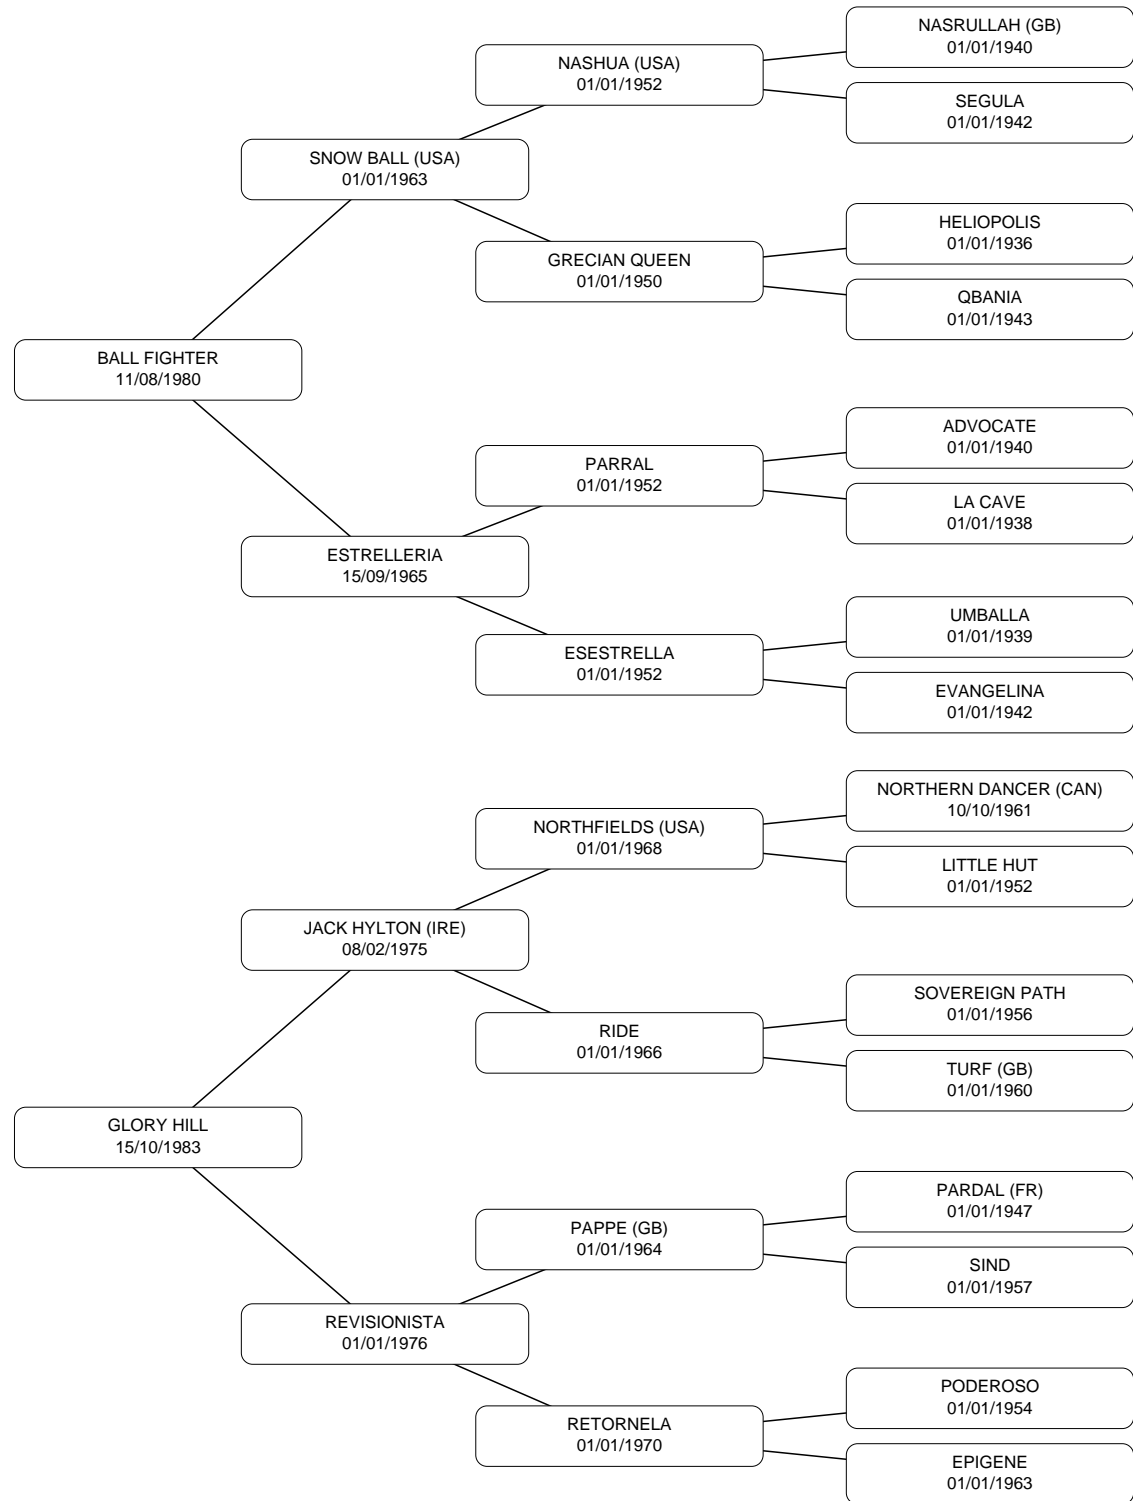 NASRULLAH (GB)
01/01/1940
NASHUA (USA)
01/01/1952
SEGULA
01/01/1942
SNOW BALL (USA)
01/01/1963
HELIOPOLIS
01/01/1936
GRECIAN QUEEN
01/01/1950
QBANIA
01/01/1943
BALL FIGHTER
11/08/1980
ADVOCATE
01/01/1940
PARRAL
01/01/1952
LA CAVE
01/01/1938
ESTRELLERIA
15/09/1965
UMBALLA
01/01/1939
ESESTRELLA
01/01/1952
EVANGELINA
01/01/1942
NORTHERN DANCER (CAN)
10/10/1961
NORTHFIELDS (USA)
01/01/1968
LITTLE HUT
01/01/1952
JACK HYLTON (IRE)
08/02/1975
SOVEREIGN PATH
01/01/1956
RIDE
01/01/1966
TURF (GB)
01/01/1960
GLORY HILL
15/10/1983
PARDAL (FR)
01/01/1947
PAPPE (GB)
01/01/1964
SIND
01/01/1957
REVISIONISTA
01/01/1976
PODEROSO
01/01/1954
RETORNELA
01/01/1970
EPIGENE
01/01/1963